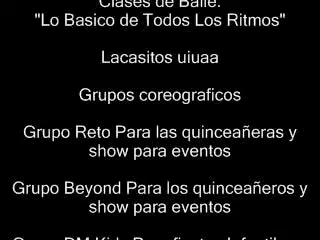 Clases de Baile:
"Lo Basico de Todos Los Ritmos"
Lacasitos uiuaa
Grupos coreograficos
Grupo Reto Para las quinceañeras y
show para eventos
Grupo Beyond Para los quinceañeros y
show para eventos